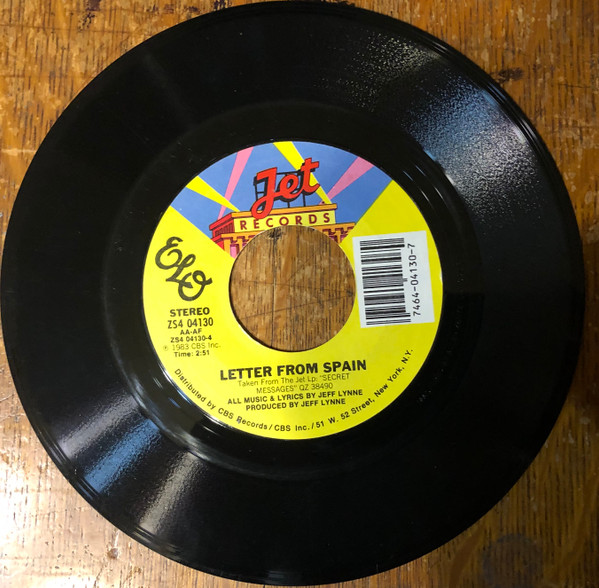 Jet
RECORDS
ELO
STEREO
ZS4 04130
AA-AF
ZS4 04130-4
℗ 1983 CBS Inc.
Time: 2:51
7464-04130-7
LETTER FROM SPAIN
Taken From The Jet Lp: "SECRET
MESSAGES" QZ 38490
ALL MUSIC & LYRICS BY JEFF LYNNE
PRODUCED BY JEFF LYNNE
Distributed by CBS Records/CBS Inc./51 W. 52 Street, New York, N.Y.